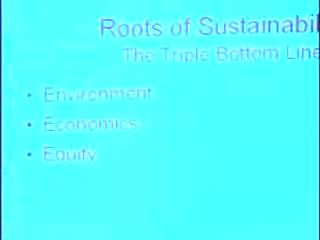 Roots of Sustainabil
The Triple Bottom Line
• Environment
• Economics
• Equity